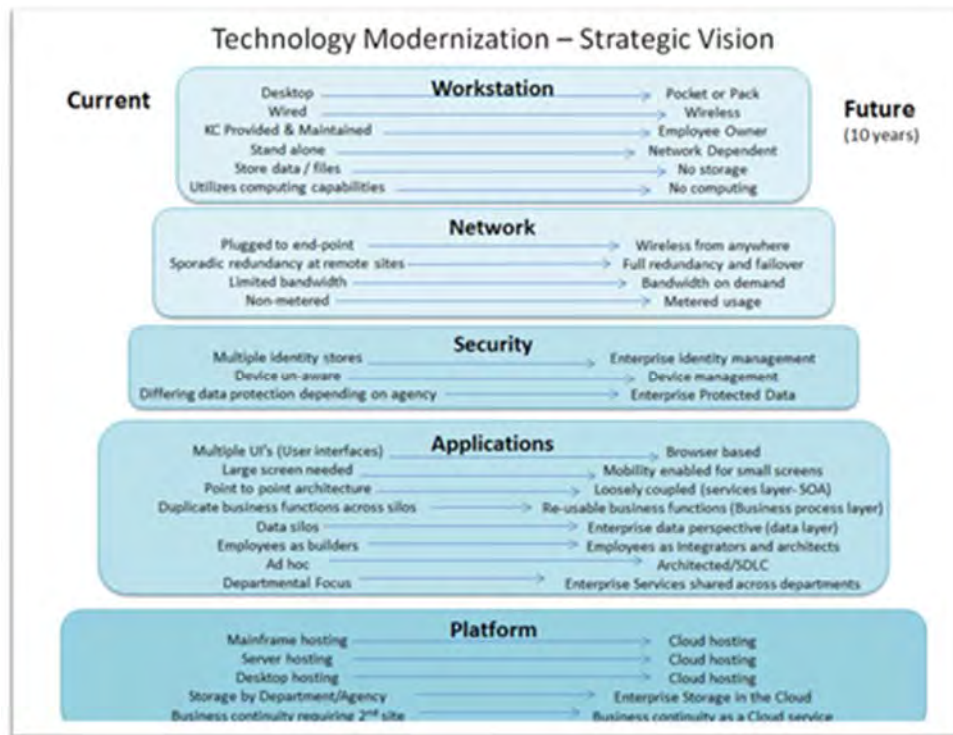 Technology Modernization – Strategic Vision
Current
Future
(10 years)
Workstation
Desktop Pocket or Pack
Wired Wireless
KC Provided & Maintained Employee Owner
Stand alone Network Dependent
Store data / files No storage
Utilizes computing capabilities No computing
Network
Plugged to end-point Wireless from anywhere
Sporadic redundancy at remote sites Full redundancy and failover
Limited bandwidth Bandwidth on demand
Non-metered Metered usage
Security
Multiple identity stores Enterprise identity management
Device un-aware Device management
Differing data protection depending on agency Enterprise Protected Data
Applications
Multiple UI's (User interfaces) Browser based
Large screen needed Mobility enabled for small screens
Point to point architecture Loosely coupled (services layer- SOA)
Duplicate business functions across silos Re-usable business functions (Business process layer)
Data silos Enterprise data perspective (data layer)
Employees as builders Employees as Integrators and architects
Ad hoc Architected/SDLC
Departmental Focus Enterprise Services shared across departments
Platform
Mainframe hosting Cloud hosting
Server hosting Cloud hosting
Desktop hosting Cloud hosting
Storage by Department/Agency Enterprise Storage in the Cloud
Business continuity requiring 2nd site Business continuity as a Cloud service